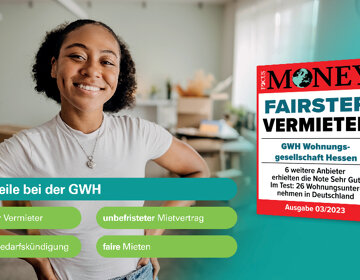 FOCUS
MONEY
FAIRSTER
VERMIETER
GWH Wohnungs-
gesellschaft Hessen
6 weitere Anbieter
erhielten die Note Sehr Gut
Im Test: 26 Wohnungsunter-
nehmen in Deutschland
Ausgabe 03/2023
eile bei der GWH
Vermieter
unbefristeter Mietvertrag
edarfskündigung
faire Mieten